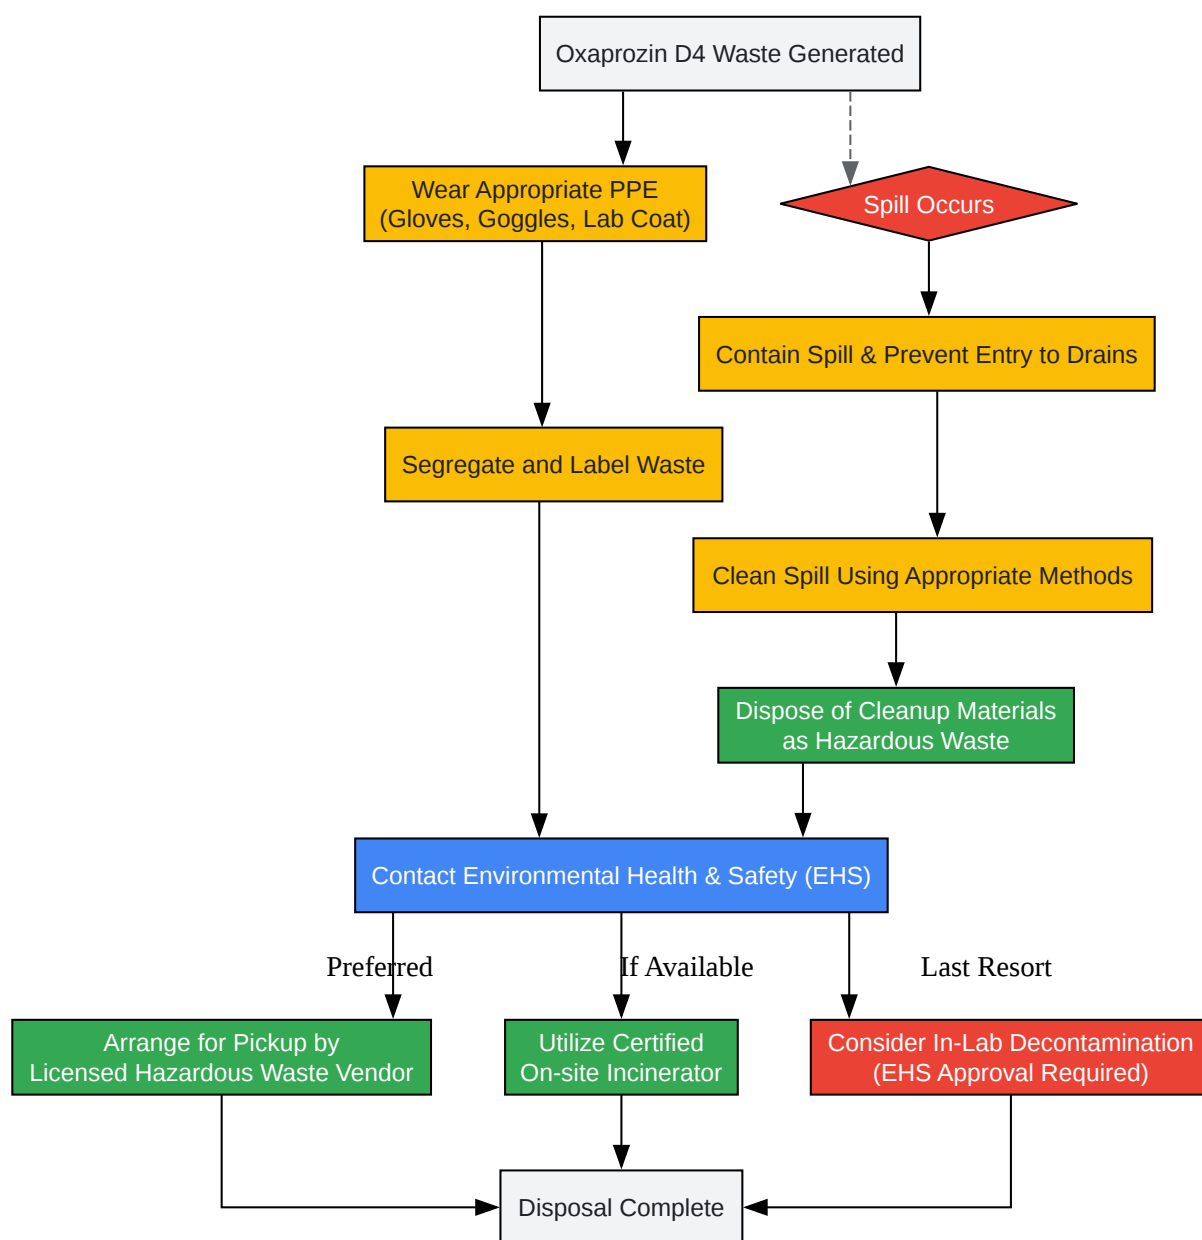 Oxaprozin D4 Waste Generated
Wear Appropriate PPE
(Gloves, Goggles, Lab Coat)
Spill Occurs
Contain Spill & Prevent Entry to Drains
Segregate and Label Waste
Clean Spill Using Appropriate Methods
Dispose of Cleanup Materials
as Hazardous Waste
Contact Environmental Health & Safety (EHS)
Preferred
If Available
Last Resort
Arrange for Pickup by
Licensed Hazardous Waste Vendor
Utilize Certified
On-site Incinerator
Consider In-Lab Decontamination
(EHS Approval Required)
Disposal Complete